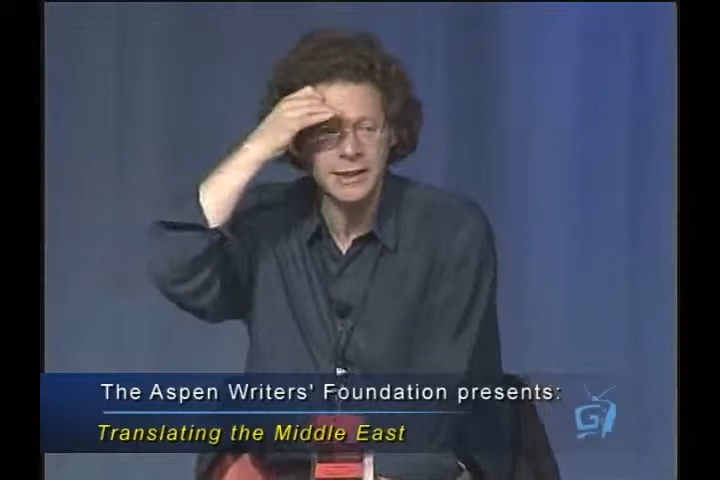 The Aspen Writers' Foundation presents:
Translating the Middle East
G